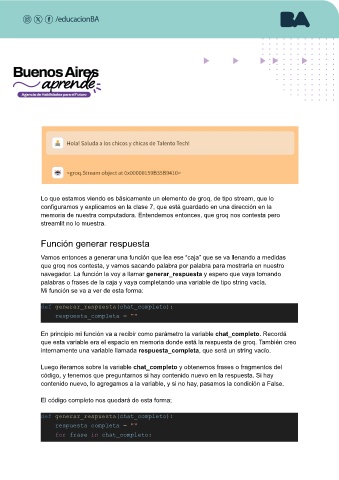 /educacionBA
BA
Buenos Aires
aprende
Agencia de Habilidades para el Futuro
Hola! Saluda a los chicos y chicas de Talento Tech!
<groq.Stream object at 0x00000159B35B9410>
Lo que estamos viendo es básicamente un elemento de groq, de tipo stream, que lo
configuramos y explicamos en la clase 7, que está guardado en una dirección en la
memoria de nuestra computadora. Entendemos entonces, que groq nos contesta pero
streamlit no lo muestra.
Función generar respuesta
Vamos entonces a generar una función que lea ese “caja” que se va llenando a medidas
que groq nos contesta, y vamos sacando palabra por palabra para mostrarla en nuestro
navegador. La función la voy a llamar generar_respuesta y espero que vaya tomando
palabras o frases de la caja y vaya completando una variable de tipo string vacía.
Mi función se va a ver de esta forma:
def generar_respuesta(chat_completo):
respuesta_completa = ""
En principio mi función va a recibir como parámetro la variable chat_completo. Recordá
que esta variable era el espacio en memoria donde está la respuesta de groq. También creo
internamente una variable llamada respuesta_completa, que será un string vacío.
Luego iteramos sobre la variable chat_completo y obtenemos frases o fragmentos del
código, y tenemos que preguntarnos si hay contenido nuevo en la respuesta. Si hay
contenido nuevo, lo agregamos a la variable, y si no hay, pasamos la condición a False.
El código completo nos quedará de esta forma:
def generar_respuesta(chat_completo):
respuesta_completa = ""
for frase in chat_completo: